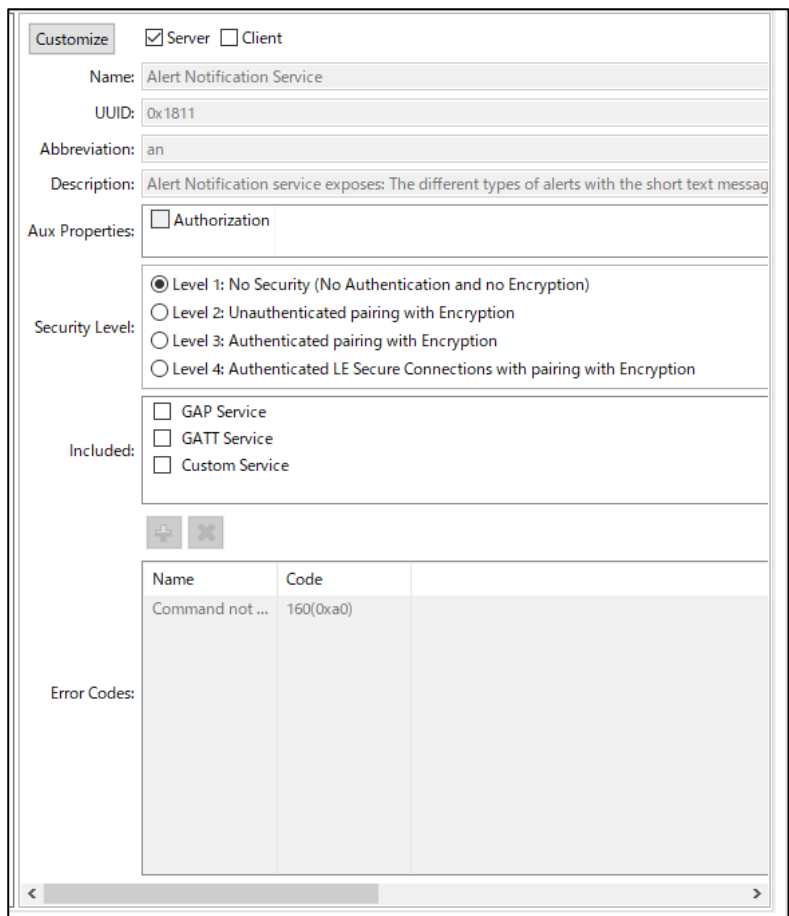 Customize Server Client
Name: Alert Notification Service
UUID: 0x1811
Abbreviation: an
Description: Alert Notification service exposes: The different types of alerts with the short text messag
Aux Properties: Authorization
Security Level:
Level 1: No Security (No Authentication and no Encryption)
Level 2: Unauthenticated pairing with Encryption
Level 3: Authenticated pairing with Encryption
Level 4: Authenticated LE Secure Connections with pairing with Encryption
Included:
GAP Service
GATT Service
Custom Service
Error Codes:
Name Code
Command not ... 160(0xa0)